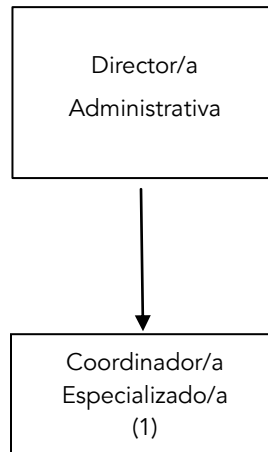 Director/a
Administrativa
Coordinador/a
Especializado/a
(1)